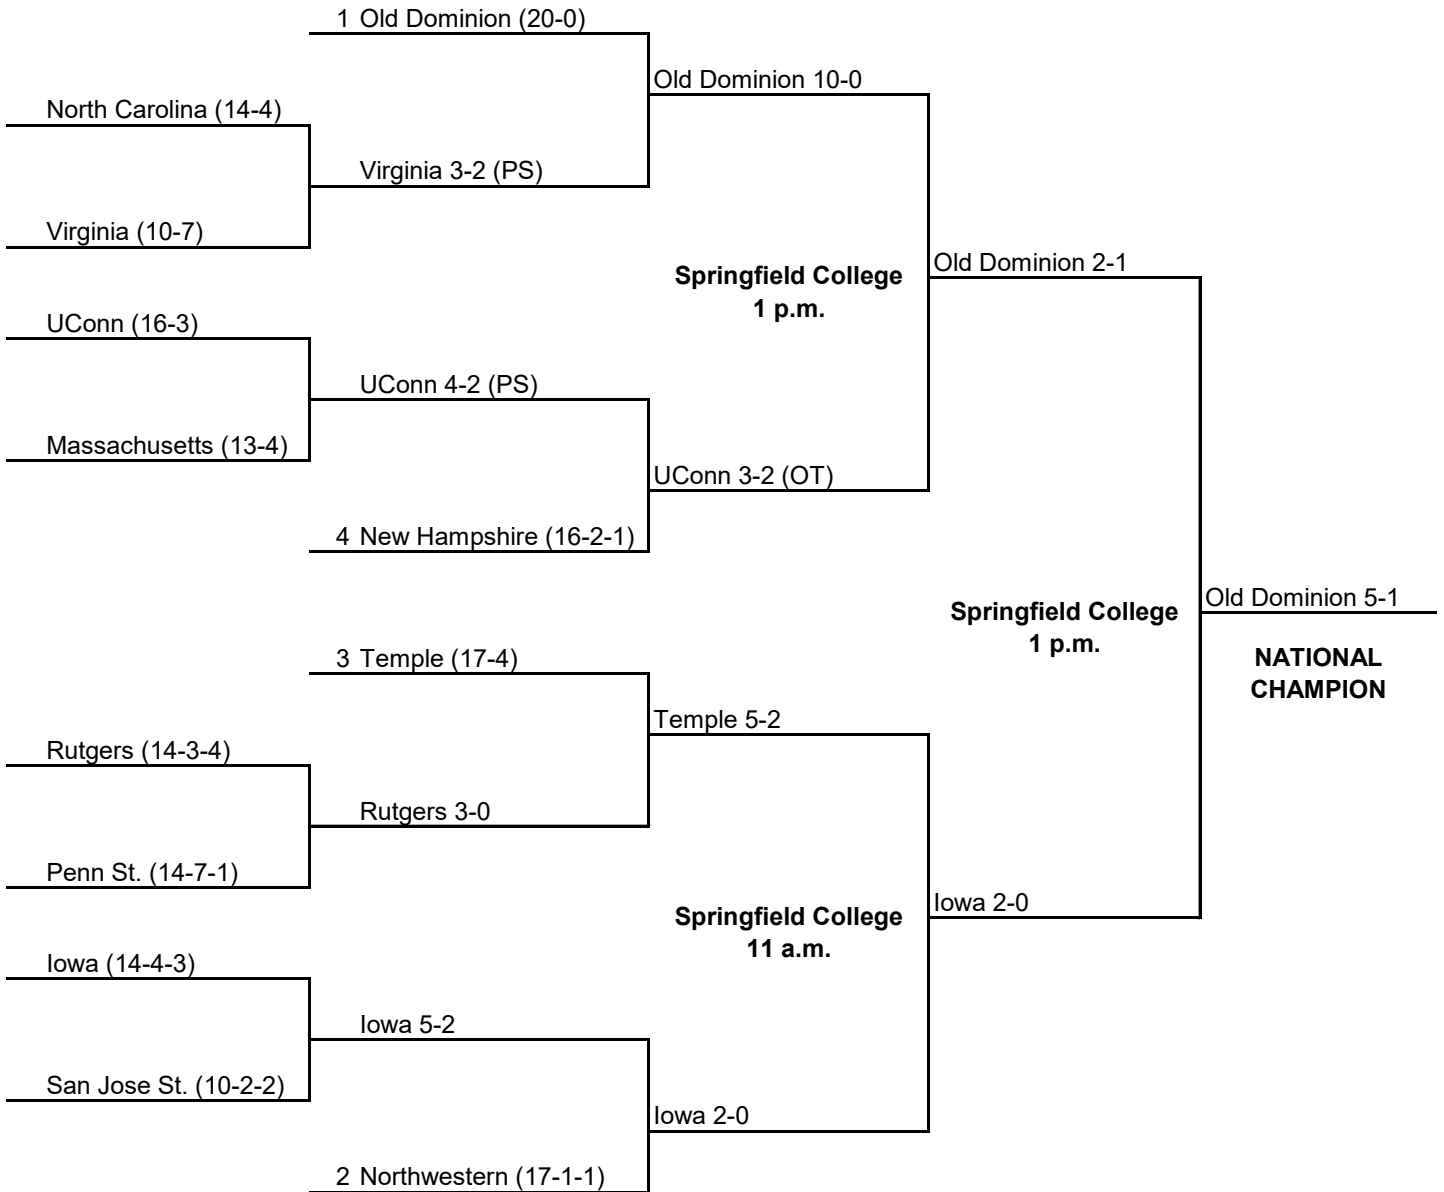 1 Old Dominion (20-0)
Old Dominion 10-0
North Carolina (14-4)
Virginia 3-2 (PS)
Virginia (10-7)
Springfield College
1 p.m.
Old Dominion 2-1
UConn (16-3)
UConn 4-2 (PS)
Massachusetts (13-4)
UConn 3-2 (OT)
4 New Hampshire (16-2-1)
Springfield College
1 p.m.
Old Dominion 5-1
NATIONAL
CHAMPION
3 Temple (17-4)
Temple 5-2
Rutgers (14-3-4)
Rutgers 3-0
Penn St. (14-7-1)
Springfield College
11 a.m.
Iowa 2-0
Iowa (14-4-3)
Iowa 5-2
San Jose St. (10-2-2)
Iowa 2-0
2 Northwestern (17-1-1)